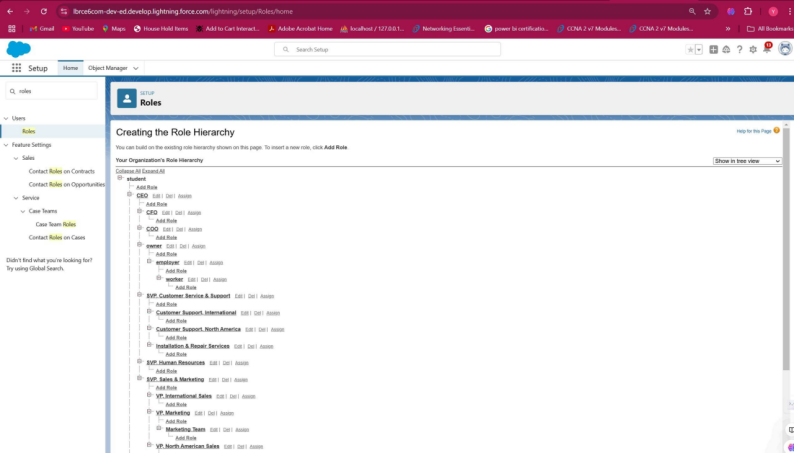 lbrce6com-dev-ed.develop.lightning.force.com/lightning/setup/Roles/home
Gmail YouTube Maps House Hold Items Add to Cart Interact... Adobe Acrobat Home localhost / 127.0.0.1... Networking Essenti... power bi certificatio... CCNA 2 v7 Modules... CCNA 2 v7 Modules... » All Bookmarks
Search Setup
Setup Home Object Manager
roles
SETUP
Roles
Users
Roles
Feature Settings
Sales
Contact Roles on Contracts
Contact Roles on Opportunities
Service
Case Teams
Case Team Roles
Contact Roles on Cases
Didn't find what you're looking for?
Try using Global Search.
Creating the Role Hierarchy
Help for this Page
You can build on the existing role hierarchy shown on this page. To insert a new role, click Add Role.
Your Organization's Role Hierarchy
Show in tree view
Collapse All Expand All
student
Add Role
CEO Edit | Del | Assign
Add Role
CFO Edit | Del | Assign
Add Role
COO Edit | Del | Assign
Add Role
owner Edit | Del | Assign
Add Role
employer Edit | Del | Assign
Add Role
worker Edit | Del | Assign
Add Role
SVP, Customer Service & Support Edit | Del | Assign
Add Role
Customer Support, International Edit | Del | Assign
Add Role
Customer Support, North America Edit | Del | Assign
Add Role
Installation & Repair Services Edit | Del | Assign
Add Role
SVP, Human Resources Edit | Del | Assign
Add Role
SVP, Sales & Marketing Edit | Del | Assign
Add Role
VP, International Sales Edit | Del | Assign
Add Role
VP, Marketing Edit | Del | Assign
Add Role
Marketing Team Edit | Del | Assign
Add Role
VP, North American Sales Edit | Del | Assign